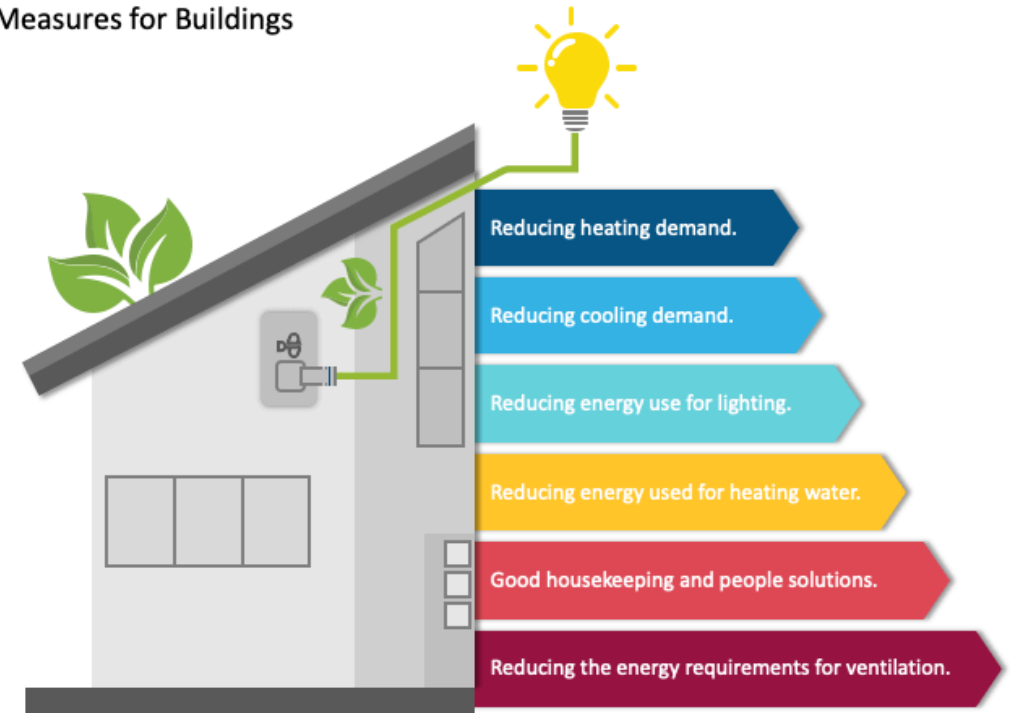 Measures for Buildings
Reducing heating demand.
Reducing cooling demand.
Reducing energy use for lighting.
Reducing energy used for heating water.
Good housekeeping and people solutions.
Reducing the energy requirements for ventilation.